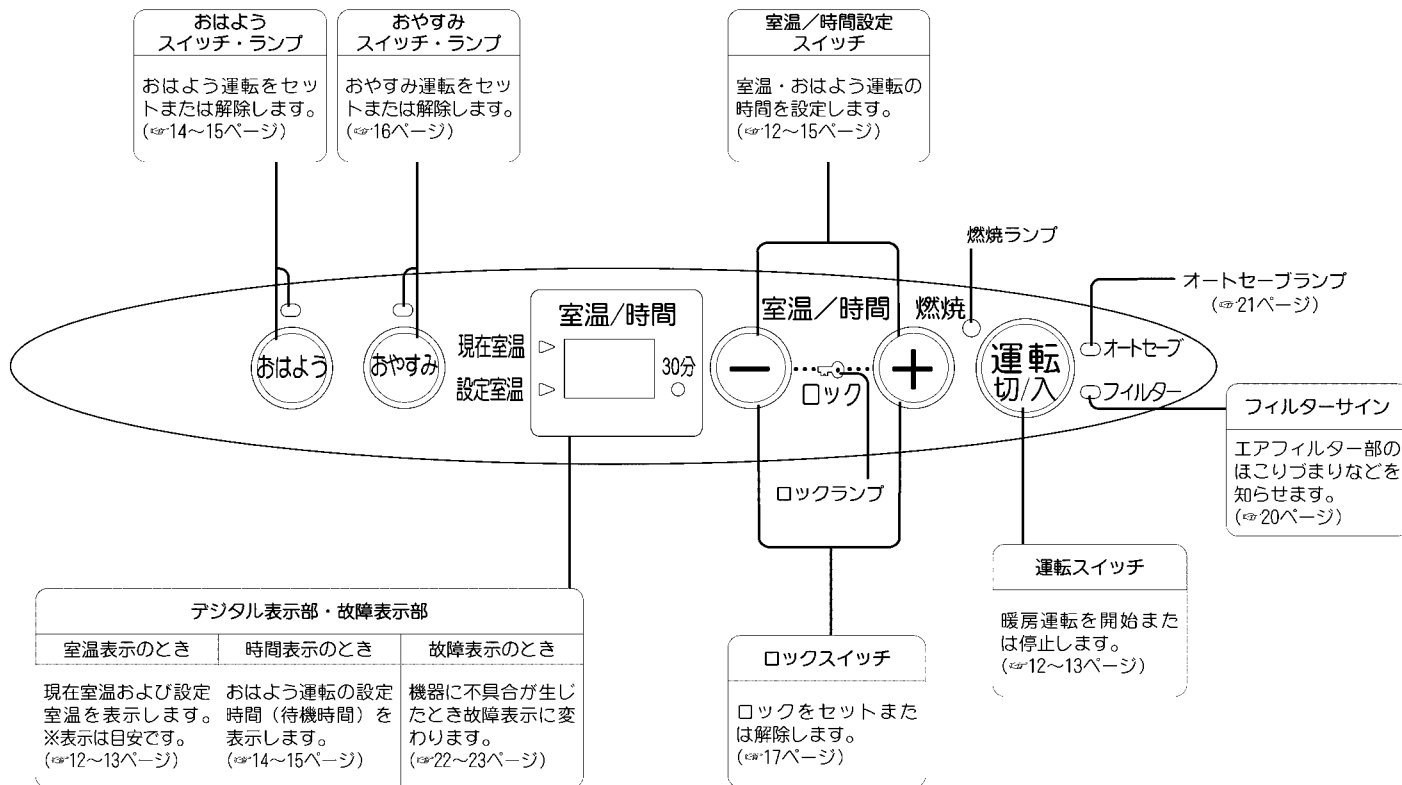 おはよう
スイッチ・ランプ
おはよう運転をセッ
トまたは解除します。
(☞14～15ページ)
おやすみ
スイッチ・ランプ
おやすみ運転をセッ
トまたは解除します。
(☞16ページ)
室温／時間設定
スイッチ
室温・おはよう運転の
時間を設定します。
(☞12～15ページ)
燃焼ランプ
オートセーブランプ
(☞21ページ)
おはよう
おやすみ
室温/時間
現在室温
設定室温
30分
室温／時間
ー
ロック
＋
燃焼
運転
切/入
オートセーブ
フィルター
フィルターサイン
エアフィルター部の
ほこりづまりなどを
知らせます。
(☞20ページ)
ロックランプ
運転スイッチ
暖房運転を開始また
は停止します。
(☞12～13ページ)
ロックスイッチ
ロックをセットまた
は解除します。
(☞17ページ)
デジタル表示部・故障表示部
室温表示のとき
現在室温および設定
室温を表示します。
※表示は目安です。
(☞12～13ページ)
時間表示のとき
おはよう運転の設定
時間（待機時間）を
表示します。
(☞14～15ページ)
故障表示のとき
機器に不具合が生じ
たとき故障表示に変
わります。
(☞22～23ページ)